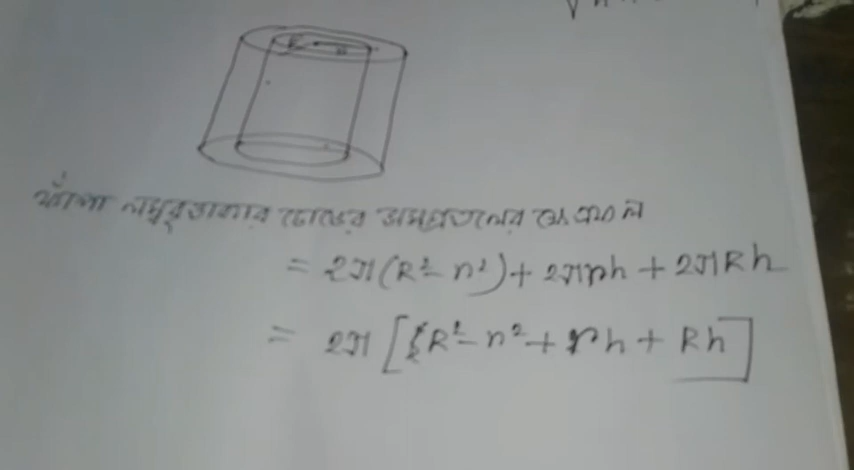 ফাঁপা লম্ববৃত্তাকার চোঙের সমগ্রতলের ক্ষেত্রফল
= 2π(R² - r²) + 2πrh + 2πRh
= 2π[R² - r² + rh + Rh]